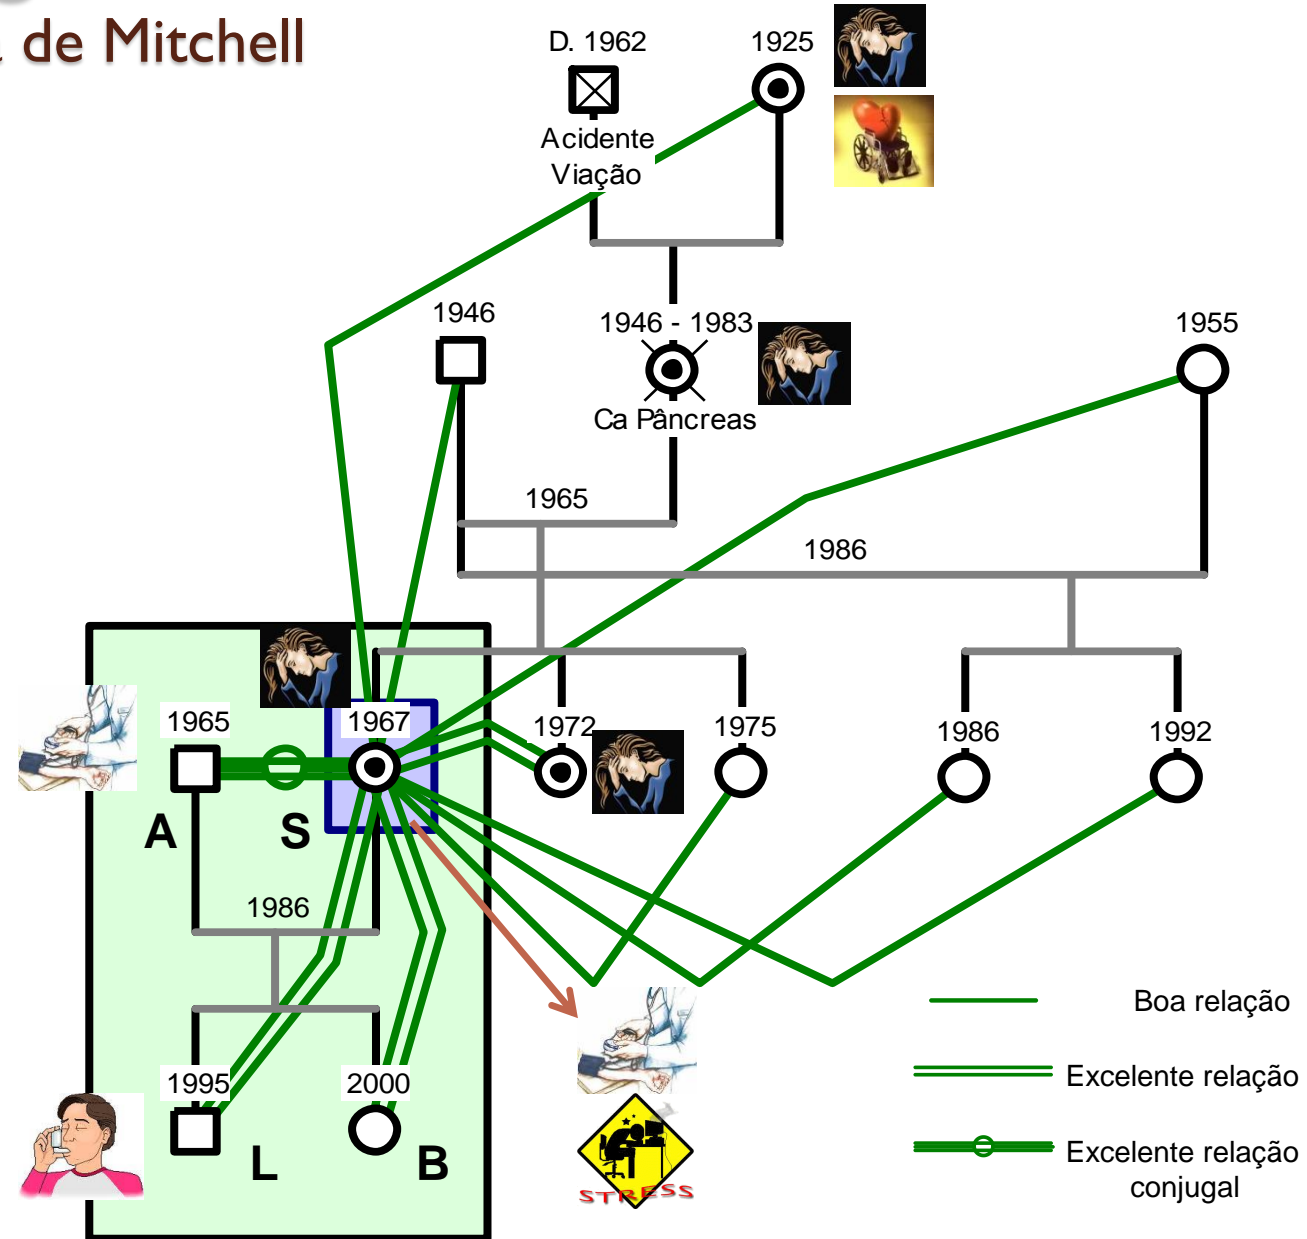 de Mitchell
D. 1962
1925
Acidente
Viação
1946
1946 - 1983
1955
Ca Pâncreas
1965
1986
1965
1967
1972
1975
1986
1992
A
S
1986
1995
2000
L
B
STRESS
Boa relação
Excelente relação
Excelente relação
conjugal